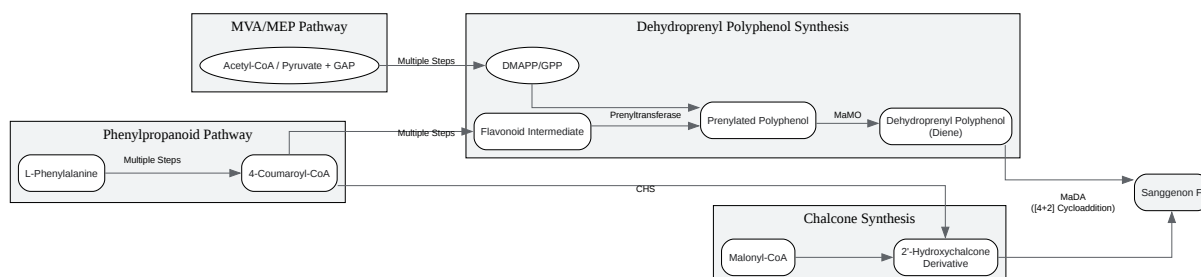 MVA/MEP Pathway
Acetyl-CoA / Pyruvate + GAP
Multiple Steps
Dehydroprenyl Polyphenol Synthesis
DMAPP/GPP
Flavonoid Intermediate
Prenyltransferase
Prenylated Polyphenol
MaMO
Dehydroprenyl Polyphenol
(Diene)
Phenylpropanoid Pathway
L-Phenylalanine
Multiple Steps
4-Coumaroyl-CoA
Multiple Steps
CHS
MaDA
([4+2] Cycloaddition)
Sanggenon
Chalcone Synthesis
Malonyl-CoA
2'-Hydroxychalcone
Derivative